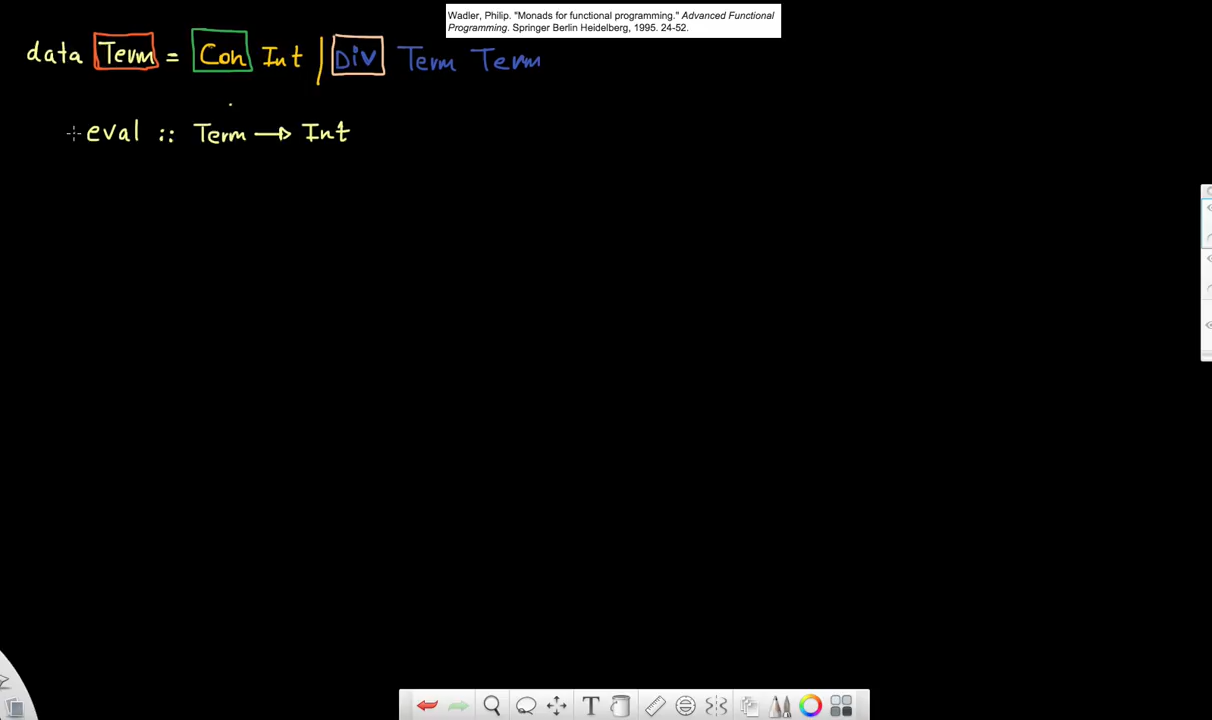 Wadler, Philip. "Monads for functional programming." Advanced Functional
Programming. Springer Berlin Heidelberg, 1995. 24-52.
data Term = Con Int | Div Term Term
eval :: Term → Int
T